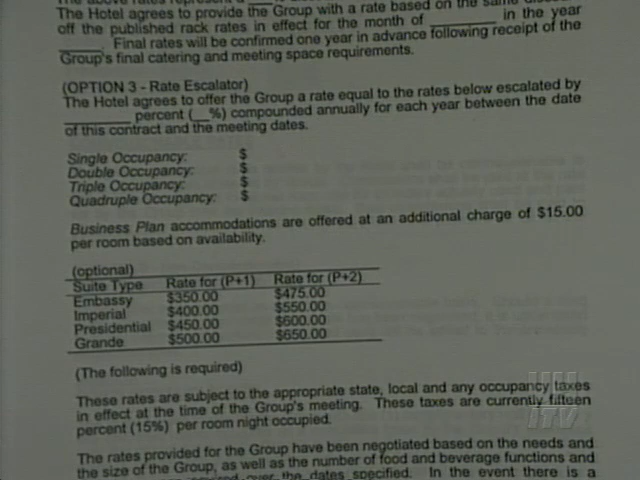 The Hotel agrees to provide the Group with a rate based on the same
off the published rack rates in effect for the month of ________ in the year
_____. Final rates will be confirmed one year in advance following receipt of the
Group's final catering and meeting space requirements.
(OPTION 3 - Rate Escalator)
The Hotel agrees to offer the Group a rate equal to the rates below escalated by
________ percent (__%) compounded annually for each year between the date
of this contract and the meeting dates.
Single Occupancy: $
Double Occupancy: $
Triple Occupancy: $
Quadruple Occupancy: $
Business Plan accommodations are offered at an additional charge of $15.00
per room based on availability.
(optional)
Suite Type Rate for (P+1) Rate for (P+2)
Embassy $350.00 $475.00
Imperial $400.00 $550.00
Presidential $450.00 $600.00
Grande $500.00 $650.00
(The following is required)
These rates are subject to the appropriate state, local and any occupancy taxes
in effect at the time of the Group's meeting. These taxes are currently fifteen
percent (15%) per room night occupied.
ITV
The rates provided for the Group have been negotiated based on the needs and
the size of the Group, as well as the number of food and beverage functions and
over the dates specified. In the event there is a